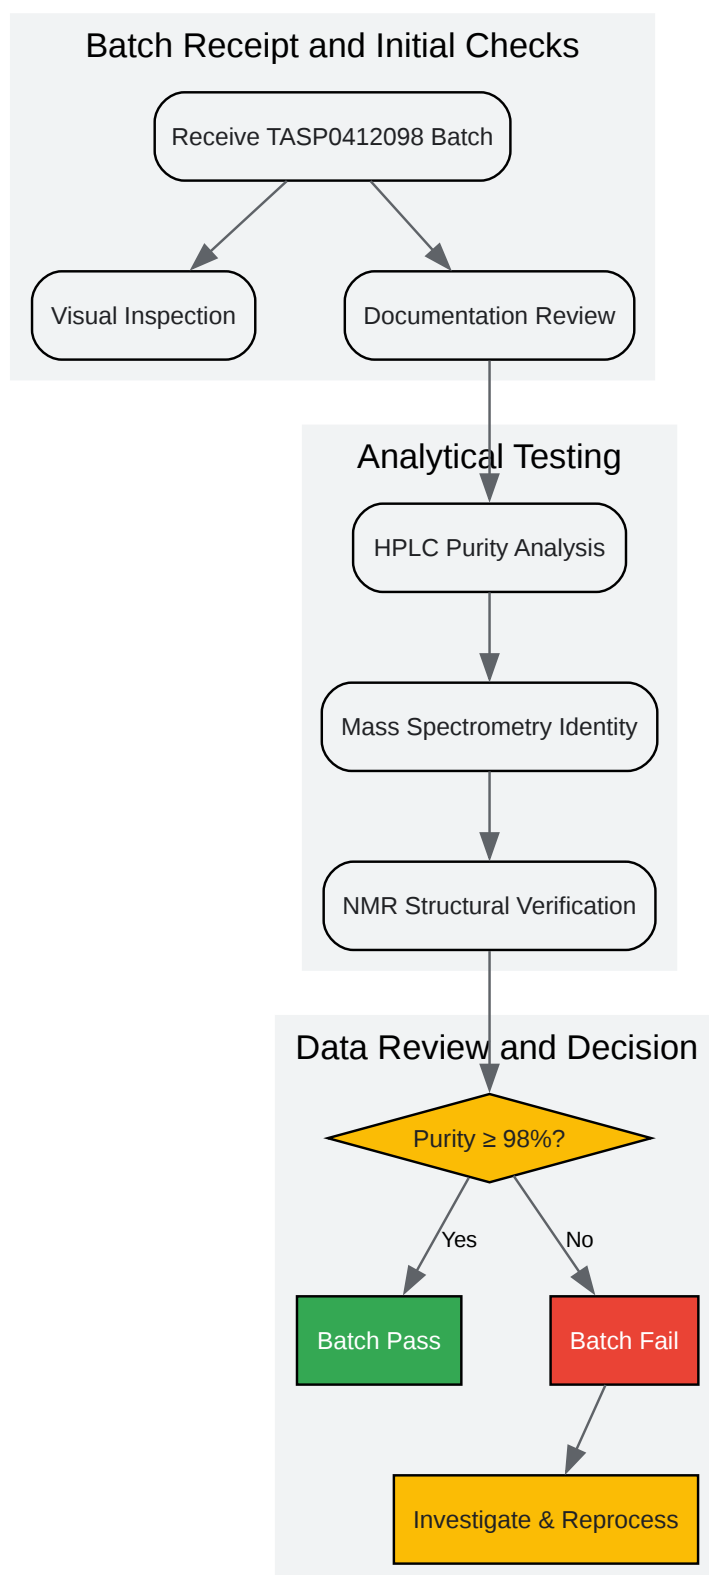 Batch Receipt and Initial Checks
Receive TASP0412098 Batch
Visual Inspection
Documentation Review
Analytical Testing
HPLC Purity Analysis
Mass Spectrometry Identity
NMR Structural Verification
Data Review and Decision
Purity ≥ 98%?
Yes
No
Batch Pass
Batch Fail
Investigate & Reprocess